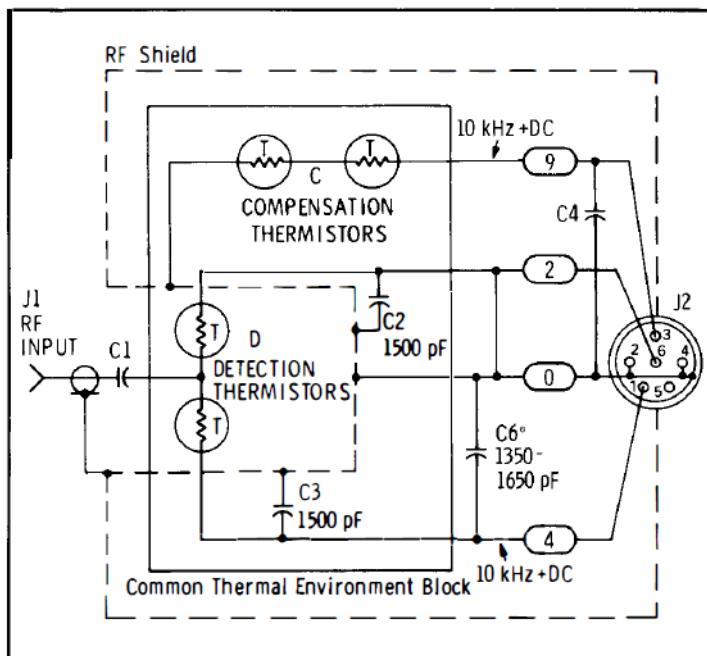 RF Shield
10 kHz +DC
T
T
9
C
COMPENSATION
THERMISTORS
C4
2
J2
J1
RF
INPUT
C1
T
D
DETECTION
THERMISTORS
C2
1500 pF
3
2
6
4
1
5
0
T
C6°
1350-
1650 pF
C3
1500 pF
4
10 kHz +DC
Common Thermal Environment Block